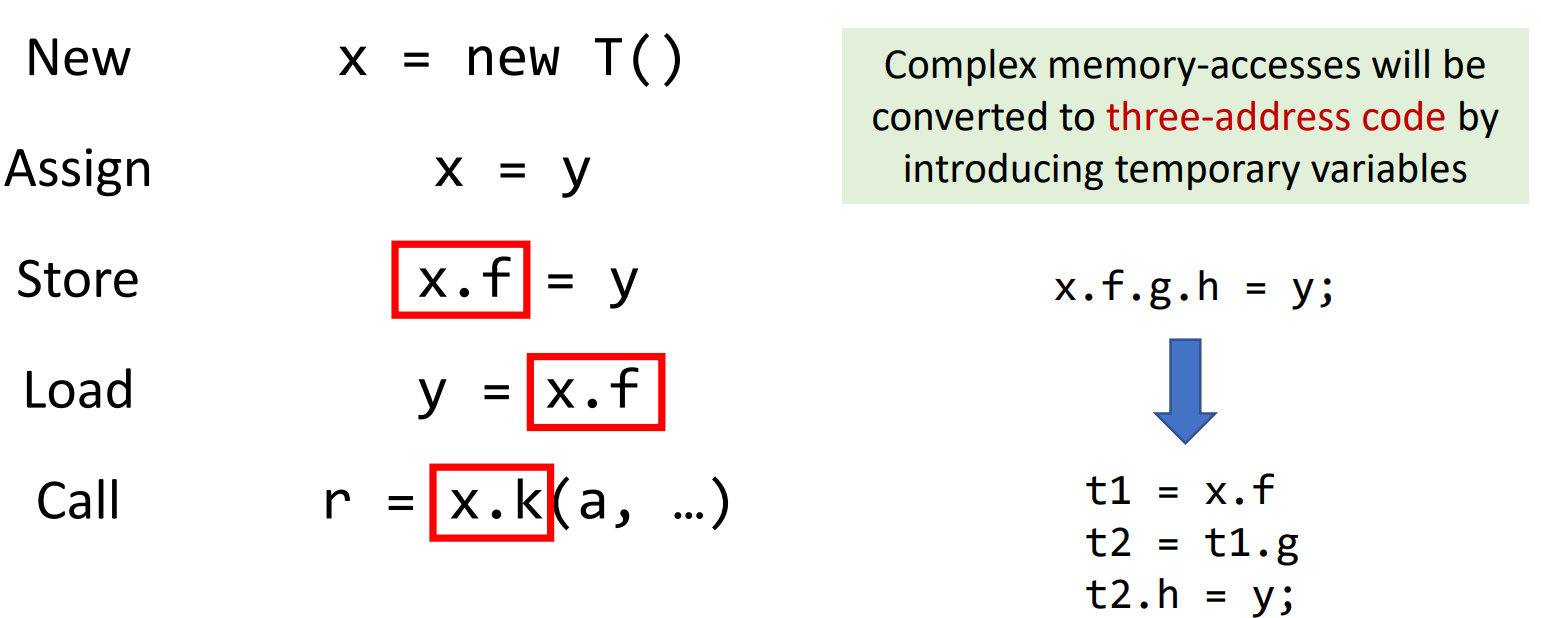 New x = new T()
Assign x = y
Store x.f = y
Load y = x.f
Call r = x.k(a, …)
Complex memory-accesses will be
converted to three-address code by
introducing temporary variables
x.f.g.h = y;
t1 = x.f
t2 = t1.g
t2.h = y;